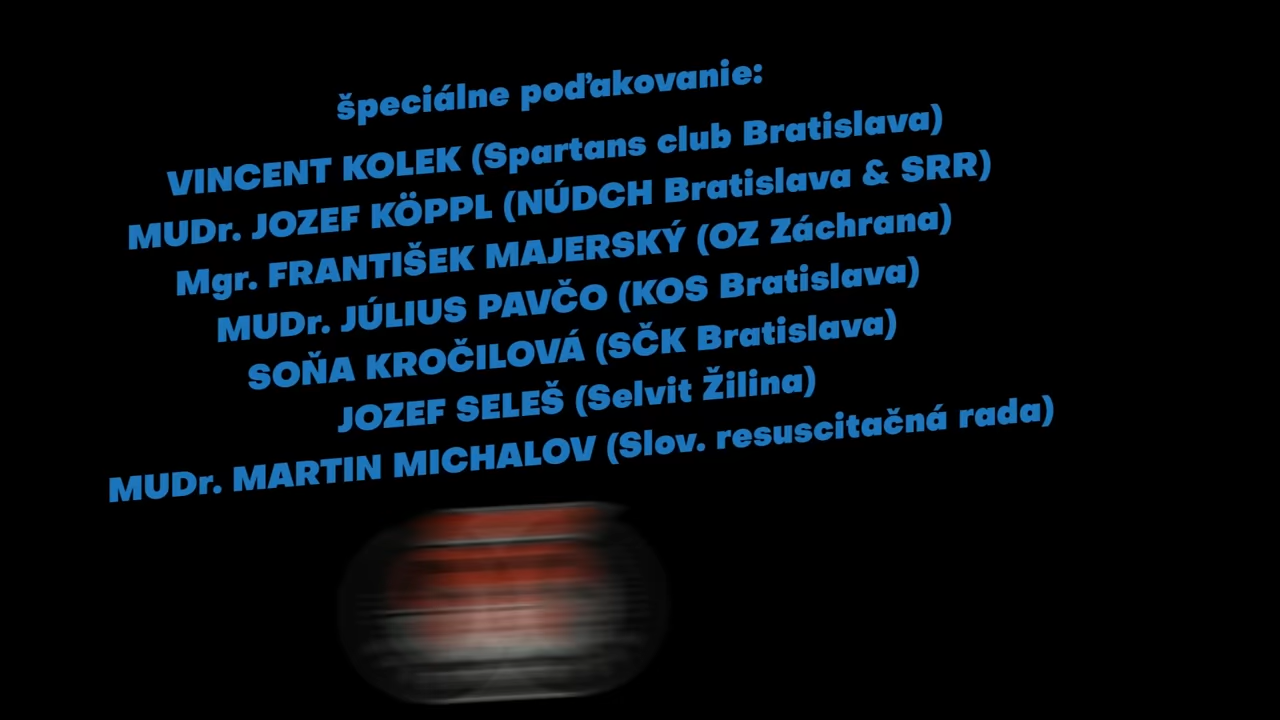 špeciálne poďakovanie:
VINCENT KOLEK (Spartans club Bratislava)
MUDr. JOZEF KÖPPL (NÚDCH Bratislava & SRR)
Mgr. FRANTIŠEK MAJERSKÝ (OZ Záchrana)
MUDr. JÚLIUS PAVČO (KOS Bratislava)
SOŇA KROČILOVÁ (SČK Bratislava)
JOZEF SELEŠ (Selvit Žilina)
MUDr. MARTIN MICHALOV (Slov. resuscitačná rada)